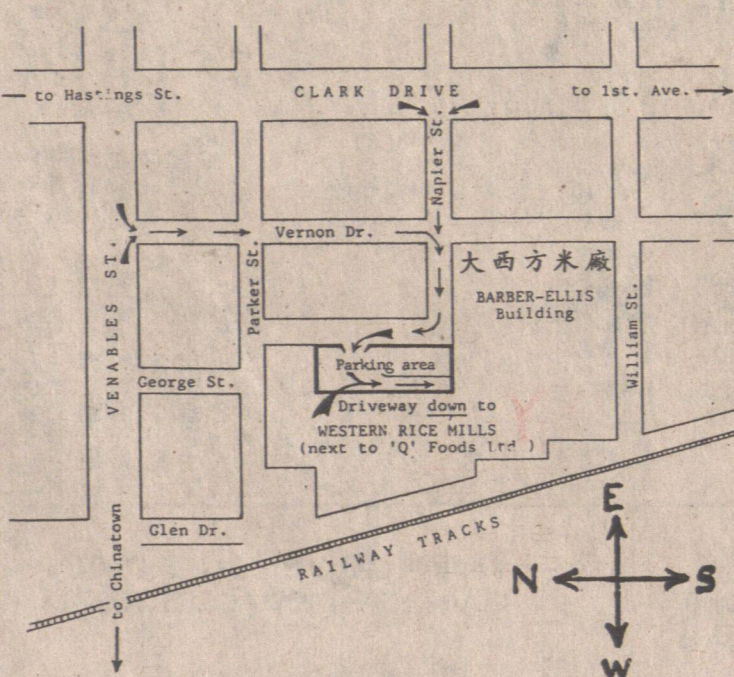 to Hastings St.
CLARK DRIVE
to 1st. Ave.
Napier St.
Vernon Dr.
VENABLES ST.
Parker St.
大西方米廠
BARBER-ELLIS
Building
William St.
Parking area
George St.
Driveway down to
WESTERN RICE MILLS
(next to 'Q' Foods Ltd.)
Glen Dr.
RAILWAY TRACKS
to Chinatown
E
N
S
W